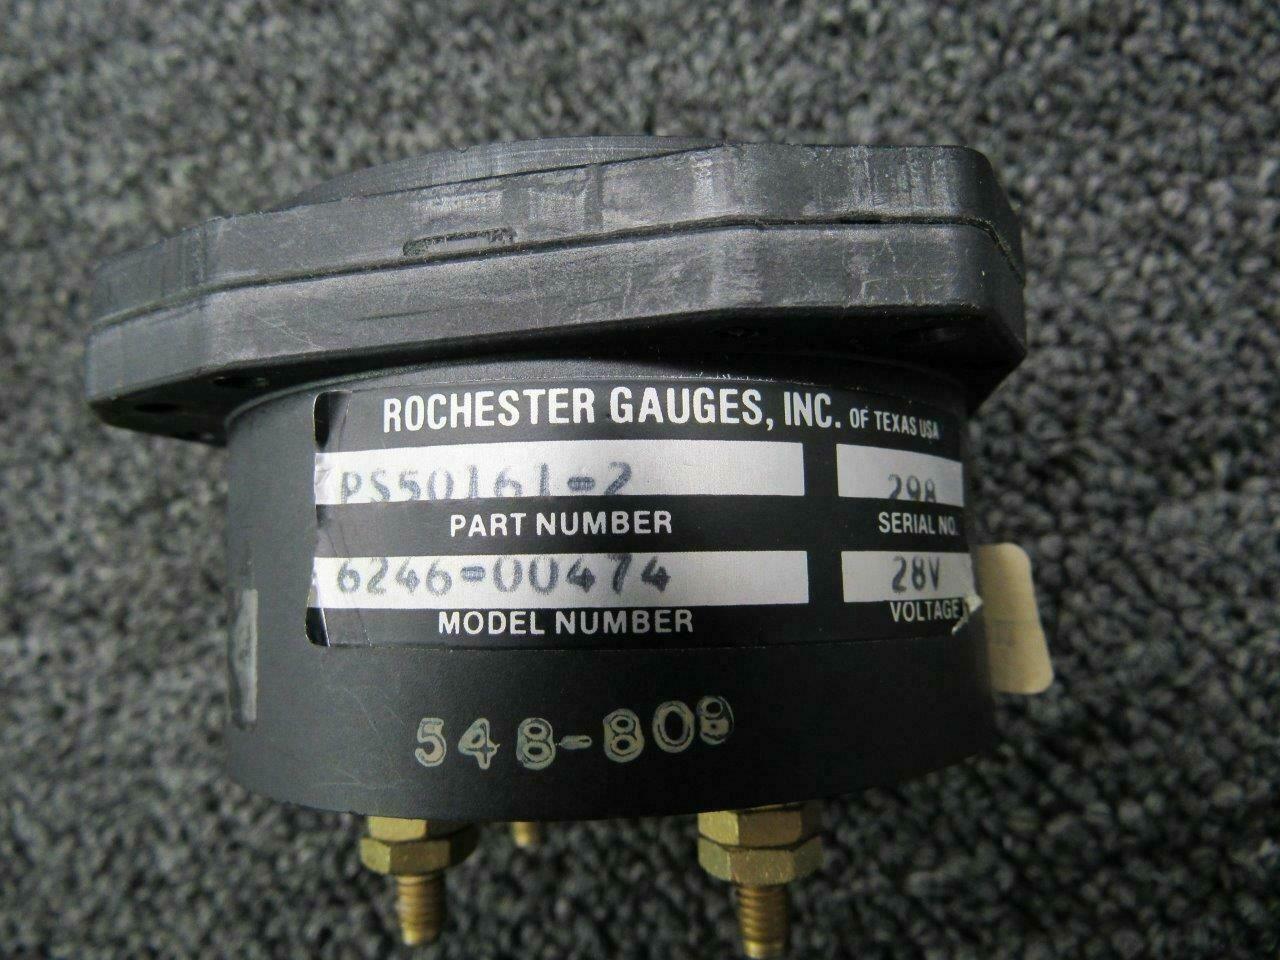 ROCHESTER GAUGES, INC. OF TEXAS USA
PS50161-2 298
PART NUMBER SERIAL NO.
6246-00474 28V
MODEL NUMBER VOLTAGE
548-808